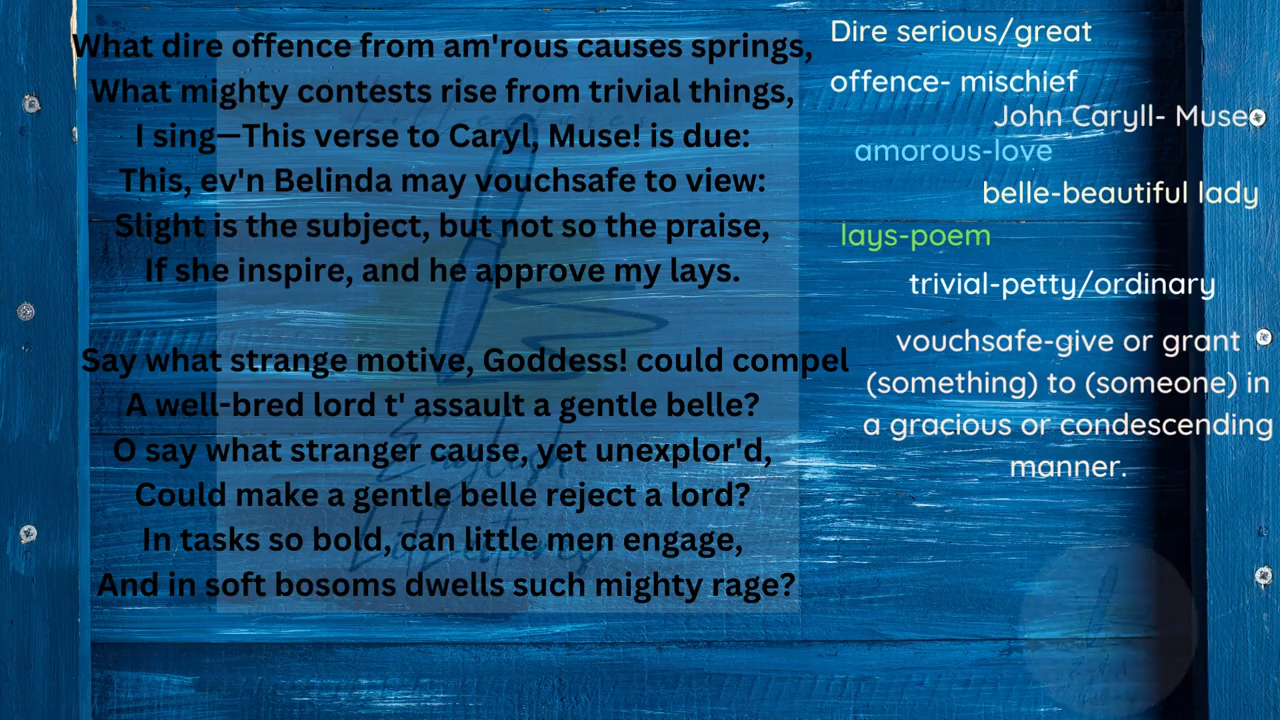 What dire offence from am'rous causes springs,
What mighty contests rise from trivial things,
I sing—This verse to Caryl, Muse! is due:
This, ev'n Belinda may vouchsafe to view:
Slight is the subject, but not so the praise,
If she inspire, and he approve my lays.
Say what strange motive, Goddess! could compel
A well-bred lord t' assault a gentle belle?
O say what stranger cause, yet unexplor'd,
Could make a gentle belle reject a lord?
In tasks so bold, can little men engage,
And in soft bosoms dwells such mighty rage?
Dire serious/great
offence- mischief
John Caryll- Muse
amorous-love
belle-beautiful lady
lays-poem
trivial-petty/ordinary
vouchsafe-give or grant
(something) to (someone) in
a gracious or condescending
manner.